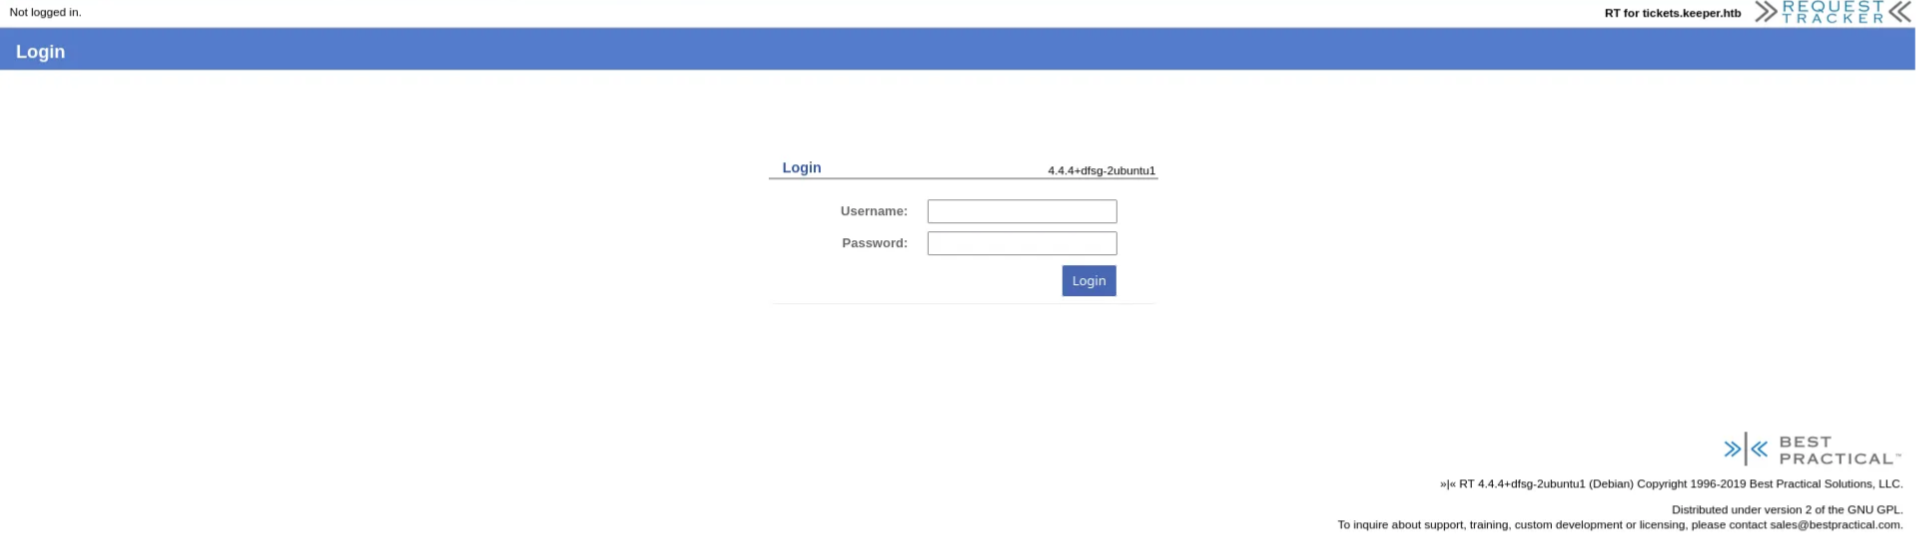 Not logged in.
RT for tickets.keeper.htb
REQUEST
TRACKER
Login
Login 4.4.4+dfsg-2ubuntu1
Username:
Password:
Login
BEST
PRACTICAL™
»|« RT 4.4.4+dfsg-2ubuntu1 (Debian) Copyright 1996-2019 Best Practical Solutions, LLC.
Distributed under version 2 of the GNU GPL.
To inquire about support, training, custom development or licensing, please contact sales@bestpractical.com.